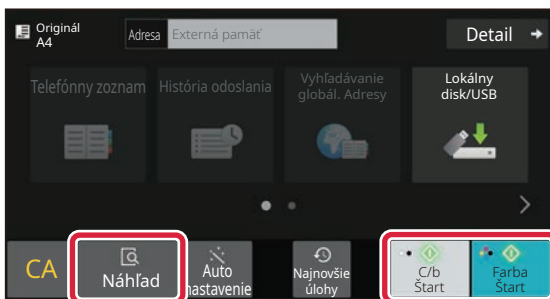 Originál
A4
Adresa Externá pamäť
Detail
Telefónny zoznam
História odoslania
Vyhľadávanie
globál. Adresy
Lokálny
disk/USB
CA
Náhľad
Auto
nastavenie
Najnovšie
úlohy
C/b
Štart
Farba
Štart